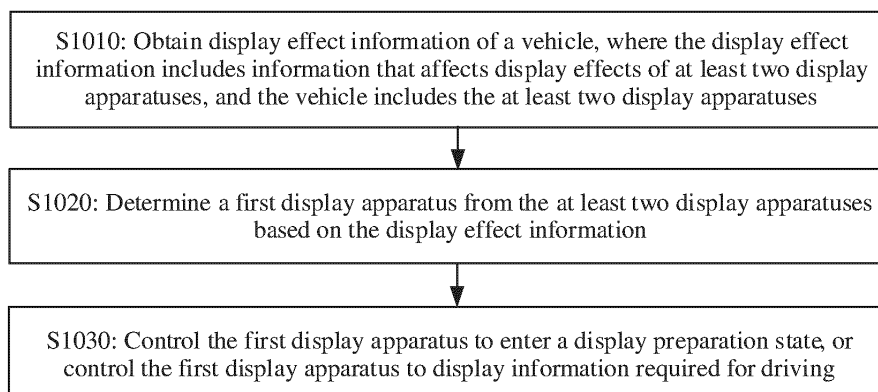 S1010: Obtain display effect information of a vehicle, where the display effect
information includes information that affects display effects of at least two display
apparatuses, and the vehicle includes the at least two display apparatuses
S1020: Determine a first display apparatus from the at least two display apparatuses
based on the display effect information
S1030: Control the first display apparatus to enter a display preparation state, or
control the first display apparatus to display information required for driving